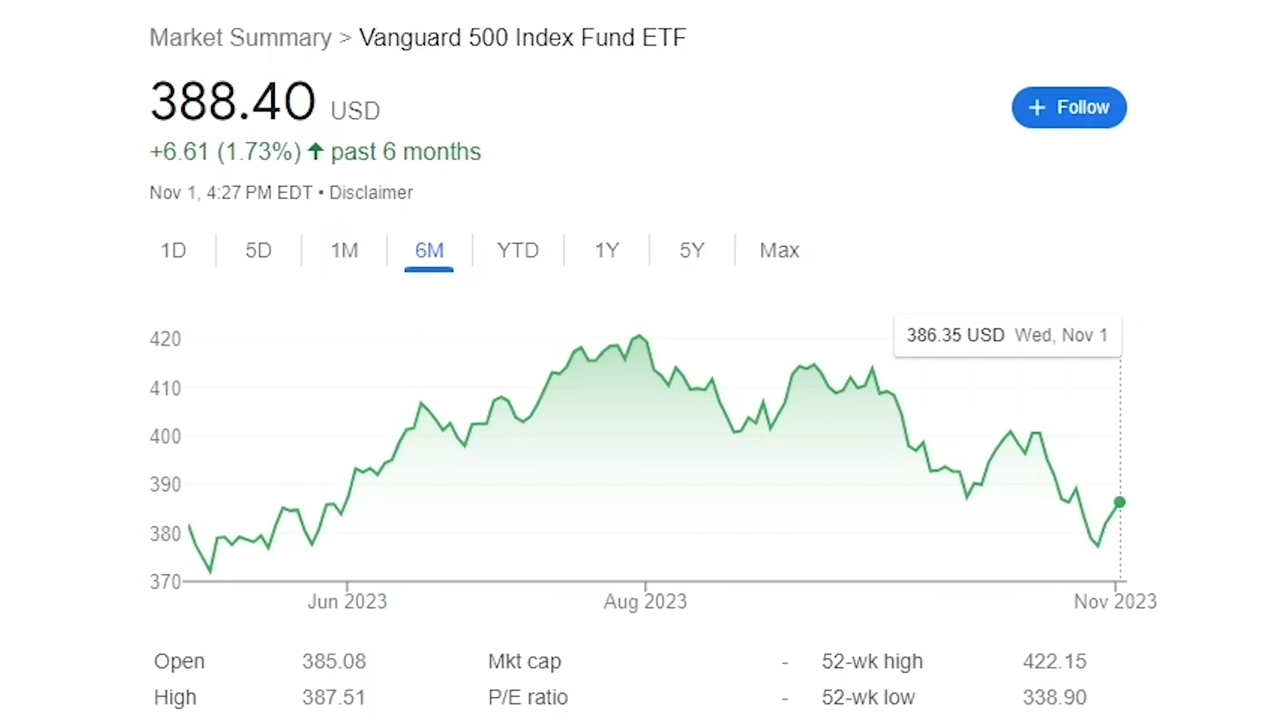 Market Summary > Vanguard 500 Index Fund ETF
388.40 USD
+ Follow
+6.61 (1.73%) ↑ past 6 months
Nov 1, 4:27 PM EDT • Disclaimer
1D 5D 1M 6M YTD 1Y 5Y Max
386.35 USD Wed, Nov 1
420
410
400
390
380
370
Jun 2023 Aug 2023 Nov 2023
Open 385.08 Mkt cap - 52-wk high 422.15
High 387.51 P/E ratio - 52-wk low 338.90